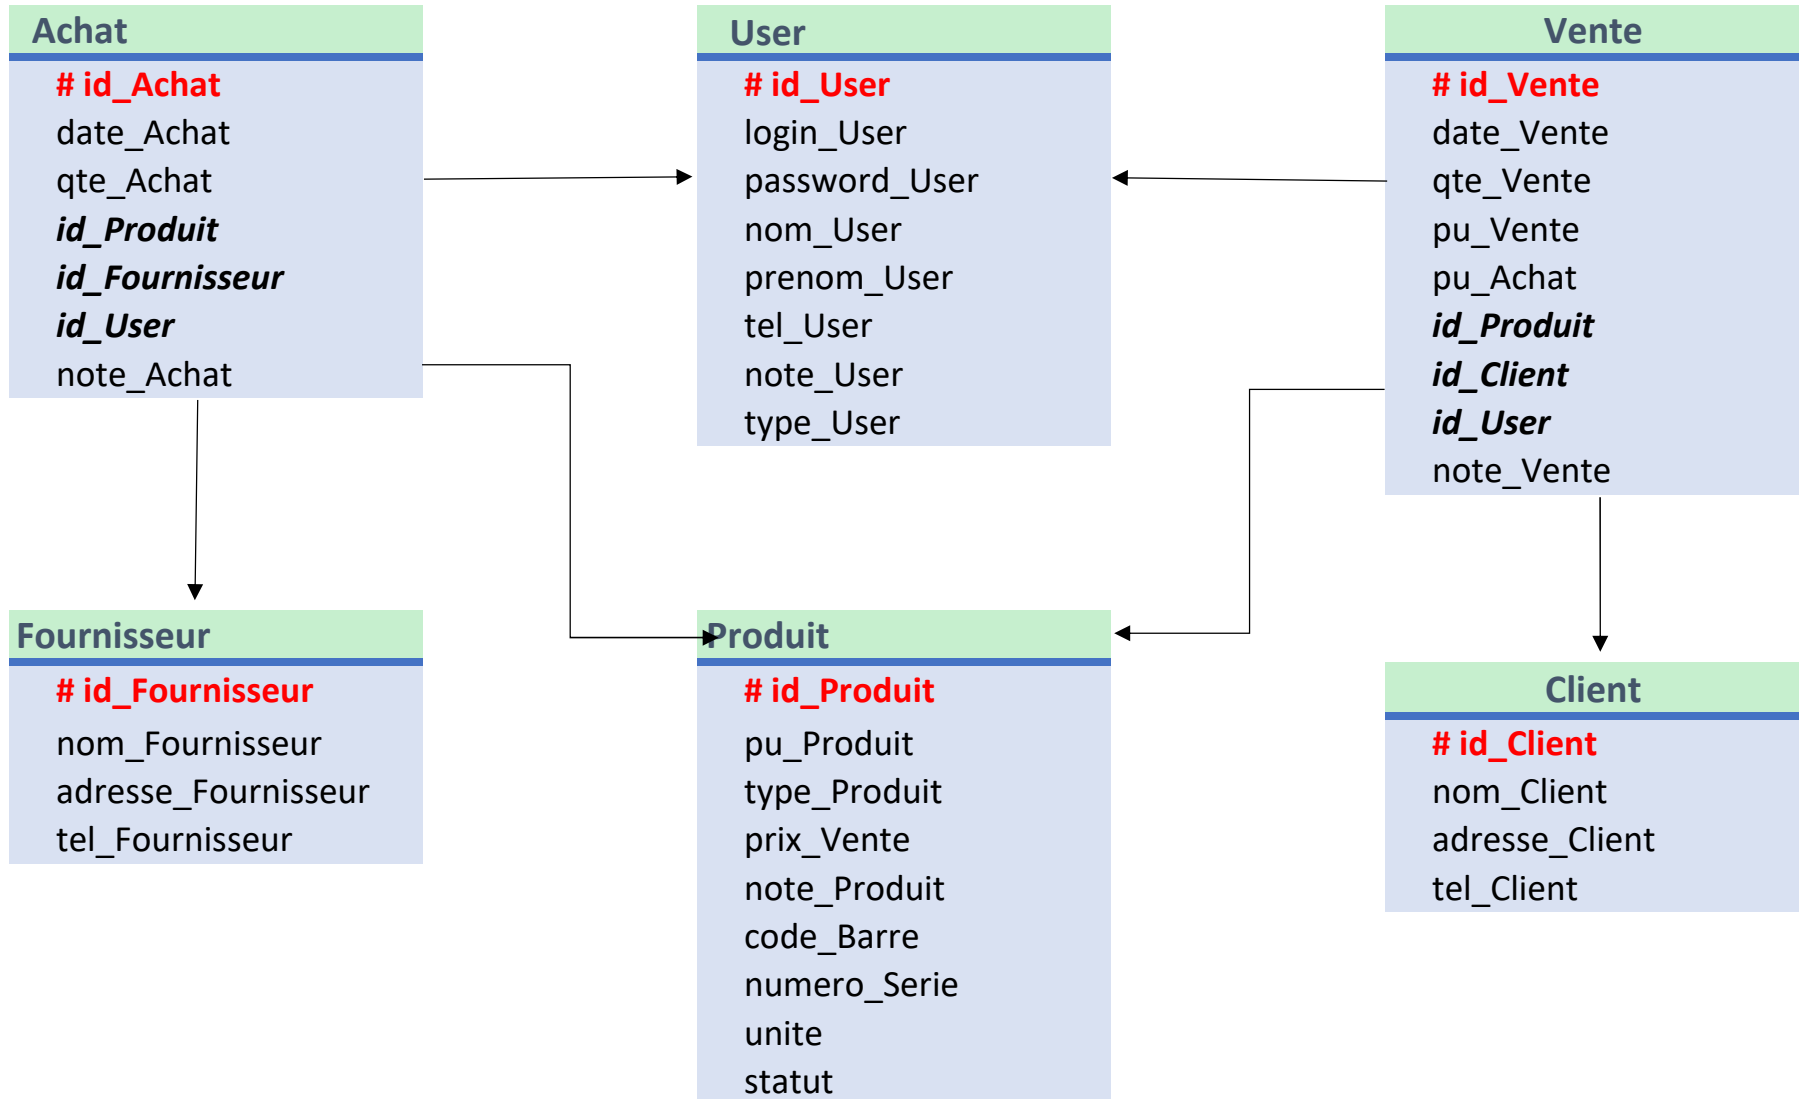 Achat
# id_Achat
date_Achat
qte_Achat
id_Produit
id_Fournisseur
id_User
note_Achat
User
# id_User
login_User
password_User
nom_User
prenom_User
tel_User
note_User
type_User
Vente
# id_Vente
date_Vente
qte_Vente
pu_Vente
pu_Achat
id_Produit
id_Client
id_User
note_Vente
Fournisseur
# id_Fournisseur
nom_Fournisseur
adresse_Fournisseur
tel_Fournisseur
Produit
# id_Produit
pu_Produit
type_Produit
prix_Vente
note_Produit
code_Barre
numero_Serie
unite
statut
Client
# id_Client
nom_Client
adresse_Client
tel_Client